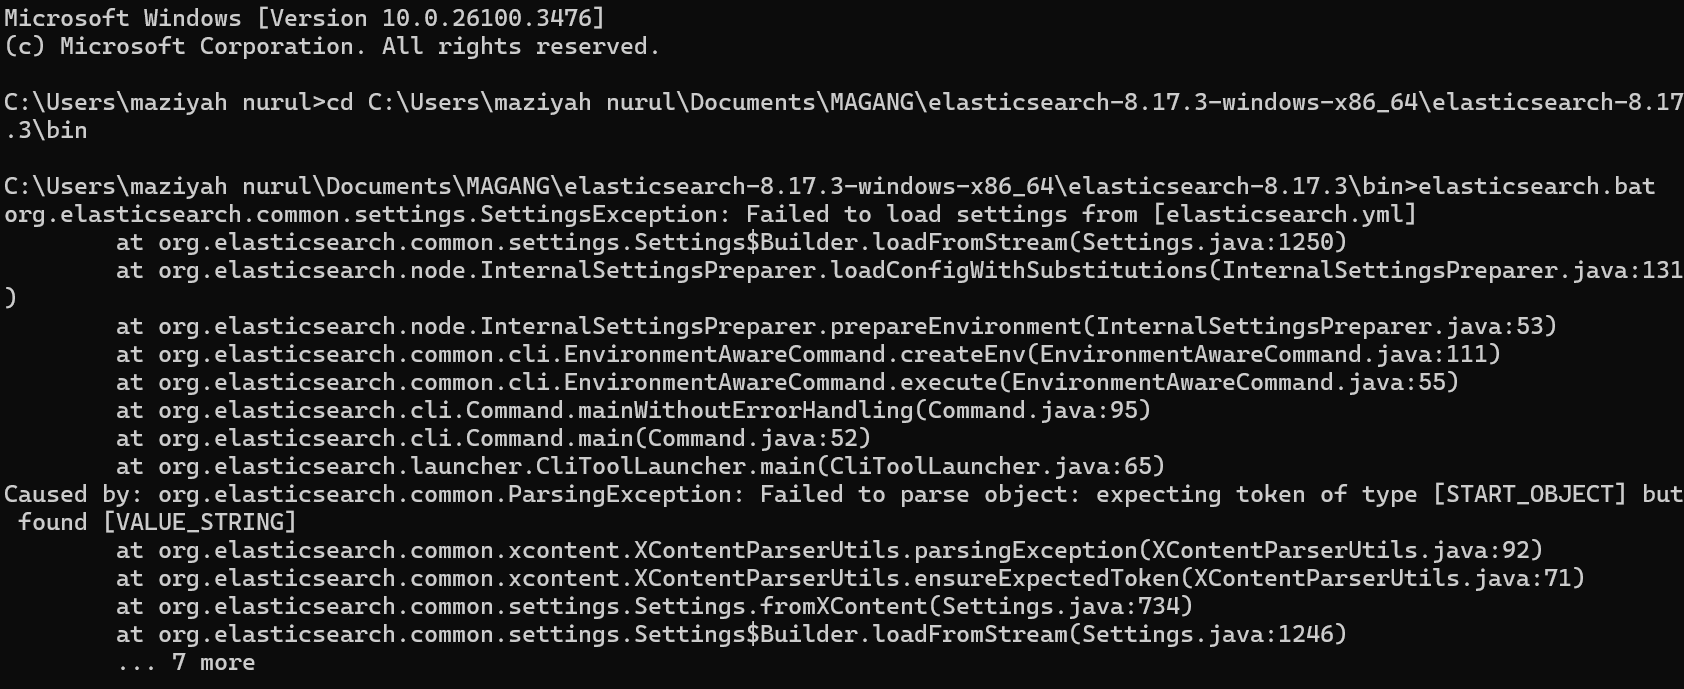 Microsoft Windows [Version 10.0.26100.3476]
(c) Microsoft Corporation. All rights reserved.
C:\Users\maziyah nurul>cd C:\Users\maziyah nurul\Documents\MAGANG\elasticsearch-8.17.3-windows-x86_64\elasticsearch-8.17
.3\bin
C:\Users\maziyah nurul\Documents\MAGANG\elasticsearch-8.17.3-windows-x86_64\elasticsearch-8.17.3\bin>elasticsearch.bat
org.elasticsearch.common.settings.SettingsException: Failed to load settings from [elasticsearch.yml]
        at org.elasticsearch.common.settings.Settings$Builder.loadFromStream(Settings.java:1250)
        at org.elasticsearch.node.InternalSettingsPreparer.loadConfigWithSubstitutions(InternalSettingsPreparer.java:131
)
        at org.elasticsearch.node.InternalSettingsPreparer.prepareEnvironment(InternalSettingsPreparer.java:53)
        at org.elasticsearch.common.cli.EnvironmentAwareCommand.createEnv(EnvironmentAwareCommand.java:111)
        at org.elasticsearch.common.cli.EnvironmentAwareCommand.execute(EnvironmentAwareCommand.java:55)
        at org.elasticsearch.cli.Command.mainWithoutErrorHandling(Command.java:95)
        at org.elasticsearch.cli.Command.main(Command.java:52)
        at org.elasticsearch.launcher.CliToolLauncher.main(CliToolLauncher.java:65)
Caused by: org.elasticsearch.common.ParsingException: Failed to parse object: expecting token of type [START_OBJECT] but
 found [VALUE_STRING]
        at org.elasticsearch.common.xcontent.XContentParserUtils.parsingException(XContentParserUtils.java:92)
        at org.elasticsearch.common.xcontent.XContentParserUtils.ensureExpectedToken(XContentParserUtils.java:71)
        at org.elasticsearch.common.settings.Settings.fromXContent(Settings.java:734)
        at org.elasticsearch.common.settings.Settings$Builder.loadFromStream(Settings.java:1246)
        ... 7 more